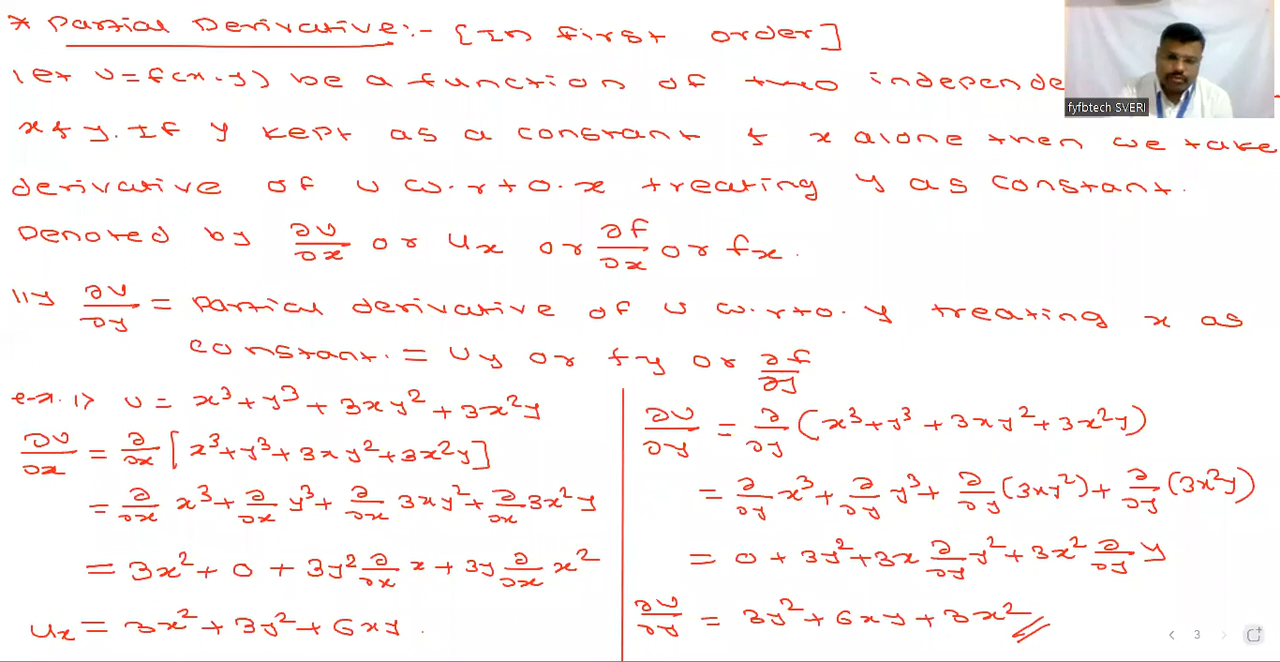 * Partial Derivative :- [In first order]
let u = f(x, y) be a function of two independe
x & y. If y kept as a constant & x alone then we take
derivative of u w.r.to. x treating y as constant.
Denoted by ∂u/∂x or ux or ∂f/∂x or fx.
llly ∂u/∂y = Partial derivative of u w.r.to. y treating x as
constant. = uy or fy or ∂f/∂y
ex. 1> u = x³ + y³ + 3xy² + 3x²y
∂u/∂x = ∂/∂x [x³ + y³ + 3xy² + 3x²y]
= ∂/∂x x³ + ∂/∂x y³ + ∂/∂x 3xy² + ∂/∂x 3x²y
= 3x² + 0 + 3y² ∂/∂x x + 3y ∂/∂x x²
ux = 3x² + 3y² + 6xy.
∂u/∂y = ∂/∂y (x³ + y³ + 3xy² + 3x²y)
= ∂/∂y x³ + ∂/∂y y³ + ∂/∂y (3xy²) + ∂/∂y (3x²y)
= 0 + 3y² + 3x ∂/∂y y² + 3x² ∂/∂y y
∂u/∂y = 3y² + 6xy + 3x² //
fyfbtech SVERI
< 3 >